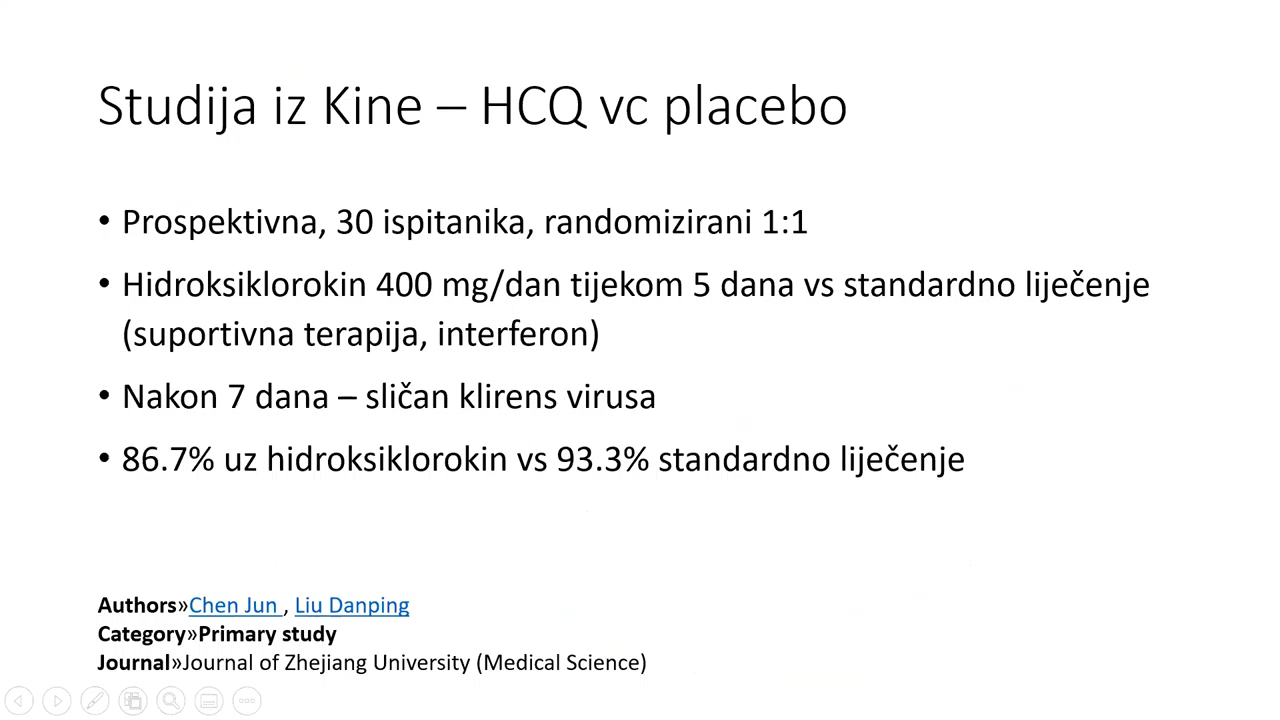 Studija iz Kine – HCQ vc placebo
• Prospektivna, 30 ispitanika, randomizirani 1:1
• Hidroksiklorokin 400 mg/dan tijekom 5 dana vs standardno liječenje
(suportivna terapija, interferon)
• Nakon 7 dana – sličan klirens virusa
• 86.7% uz hidroksiklorokin vs 93.3% standardno liječenje
Authors»Chen Jun , Liu Danping
Category»Primary study
Journal»Journal of Zhejiang University (Medical Science)